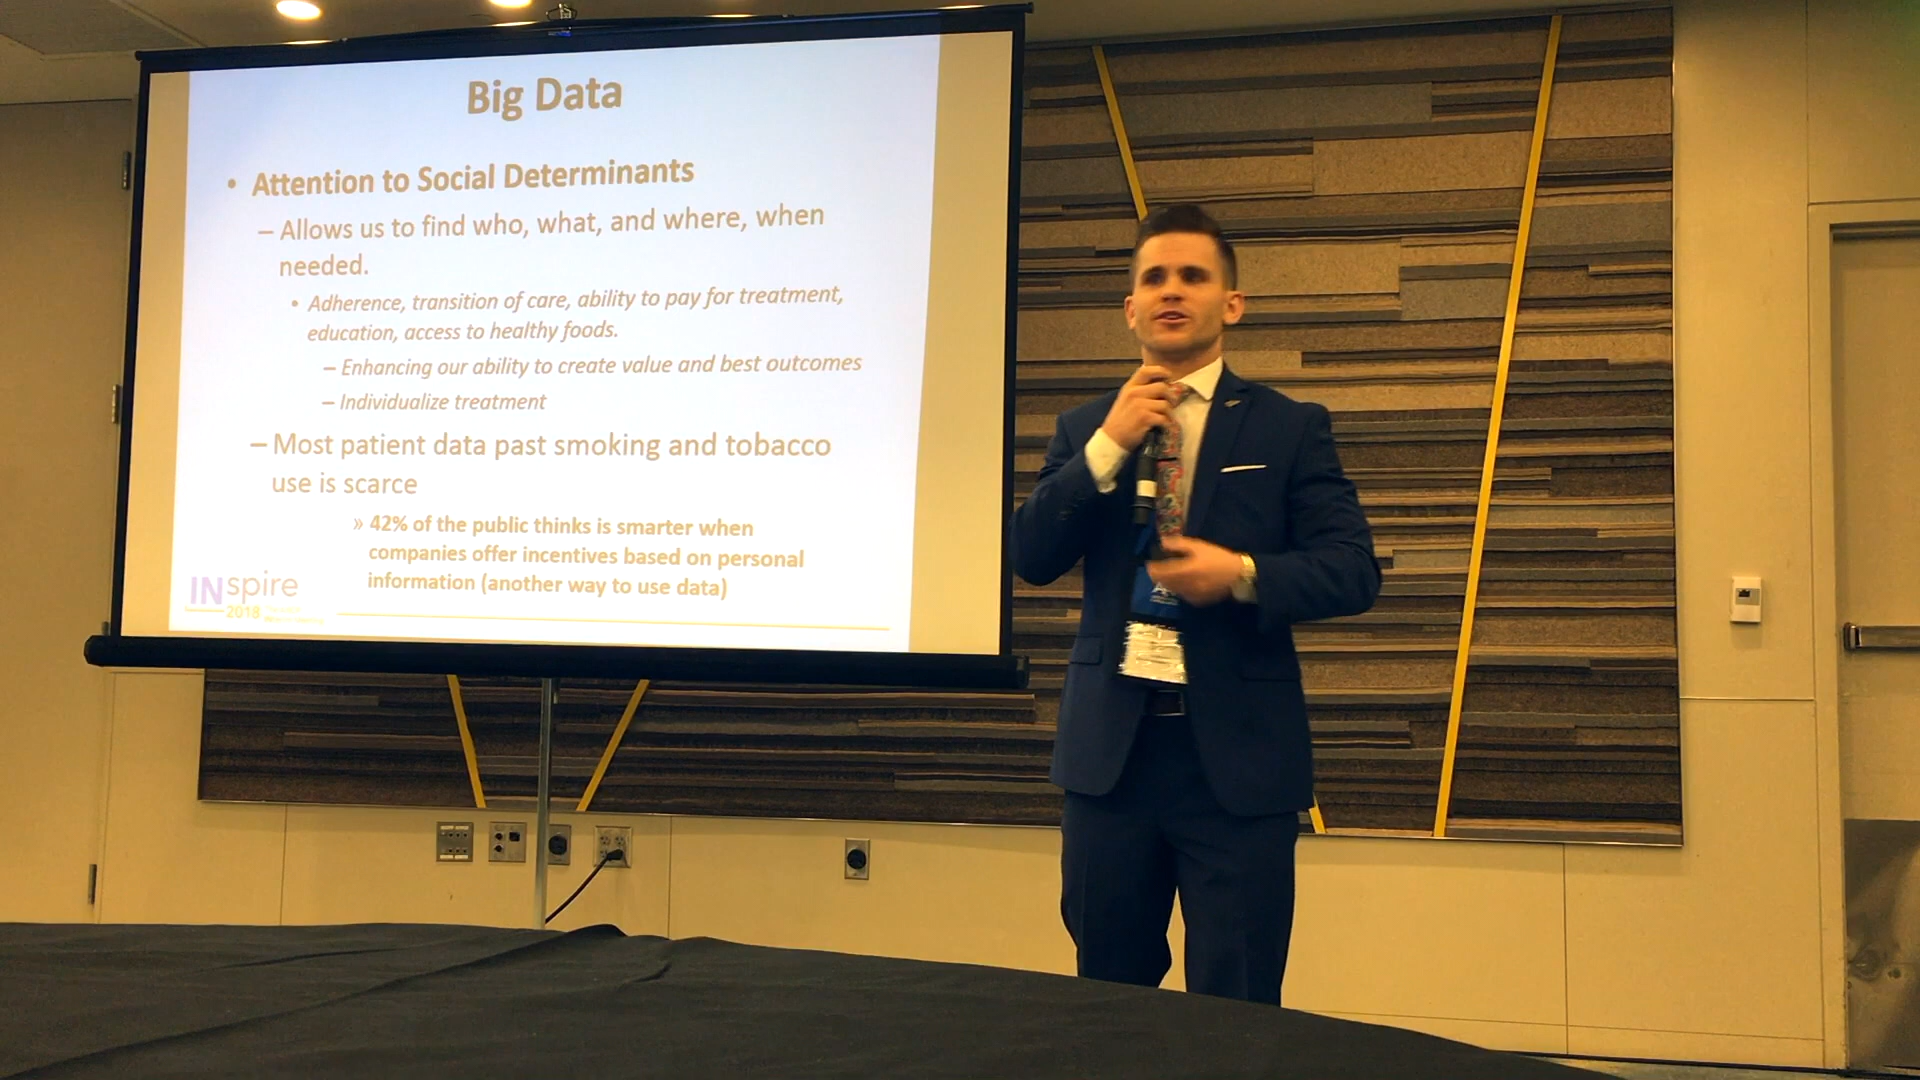 Big Data
• Attention to Social Determinants
– Allows us to find who, what, and where, when
needed.
• Adherence, transition of care, ability to pay for treatment,
education, access to healthy foods.
– Enhancing our ability to create value and best outcomes
– Individualize treatment
– Most patient data past smoking and tobacco
use is scarce
» 42% of the public thinks is smarter when
companies offer incentives based on personal
information (another way to use data)
INspire
2018